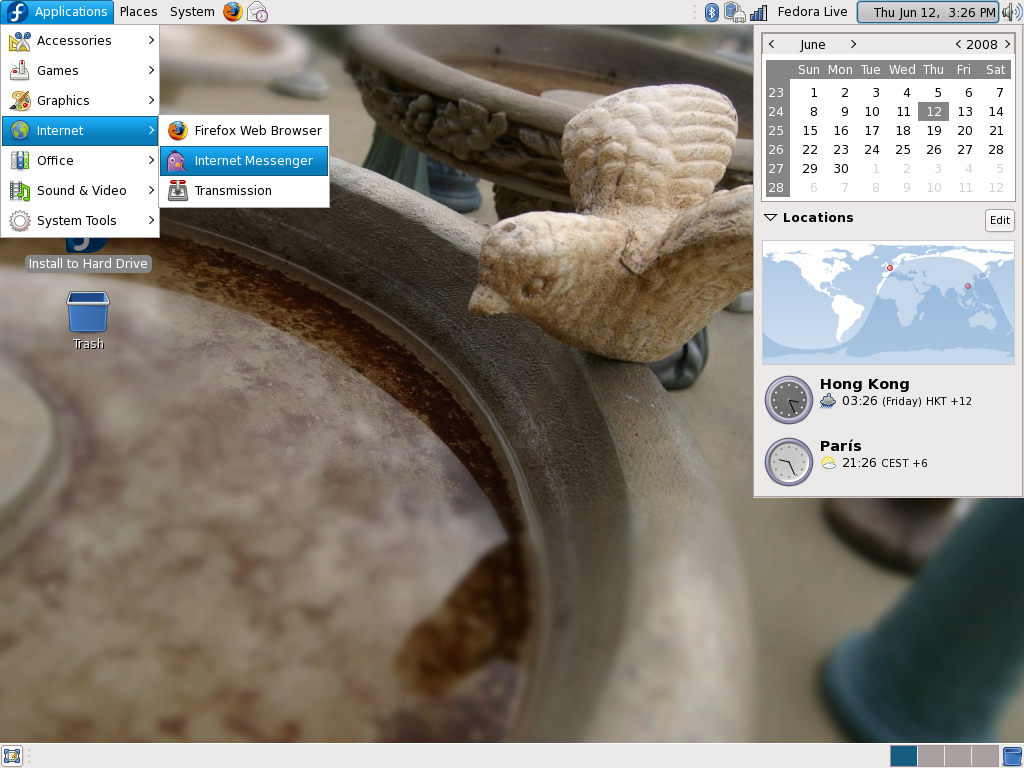 Applications Places System Fedora Live Thu Jun 12, 3:26 PM
Accessories
Games
Graphics
Internet
Office
Sound & Video
System Tools
Firefox Web Browser
Internet Messenger
Transmission
Install to Hard Drive
Trash
< June > < 2008 >
Sun Mon Tue Wed Thu Fri Sat
23 1 2 3 4 5 6 7
24 8 9 10 11 12 13 14
25 15 16 17 18 19 20 21
26 22 23 24 25 26 27 28
27 29 30 1 2 3 4 5
28 6 7 8 9 10 11 12
Locations Edit
Hong Kong
03:26 (Friday) HKT +12
París
21:26 CEST +6